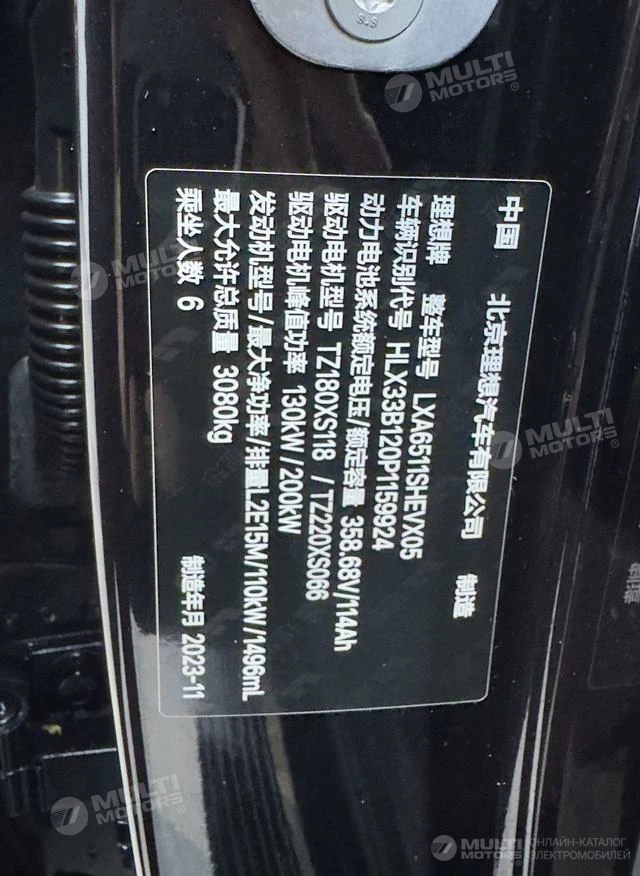 S.S
中国 北京理想汽车有限公司 制造
理想牌 整车型号 LXA6511SHEVX05
车辆识别代号 HLX33B120P1159924
动力电池系统额定电压/额定容量 358.68V/114Ah
驱动电机型号 TZ180XS118 /TZ220XS066
驱动电机峰值功率 130kW/200kW
发动机型号/最大净功率/排量L2E15M/110kW/1496mL
最大允许总质量 3080kg
乘坐人数 6 制造年月 2023-11
MULTI
MOTORS®
MULTI
MOTORS®
MULTI
MOTORS®
MULTI
MOTORS®
MULTI
MOTORS®
ОНЛАЙН-КАТАЛОГ
ЭЛЕКТРОМОБИЛЕЙ